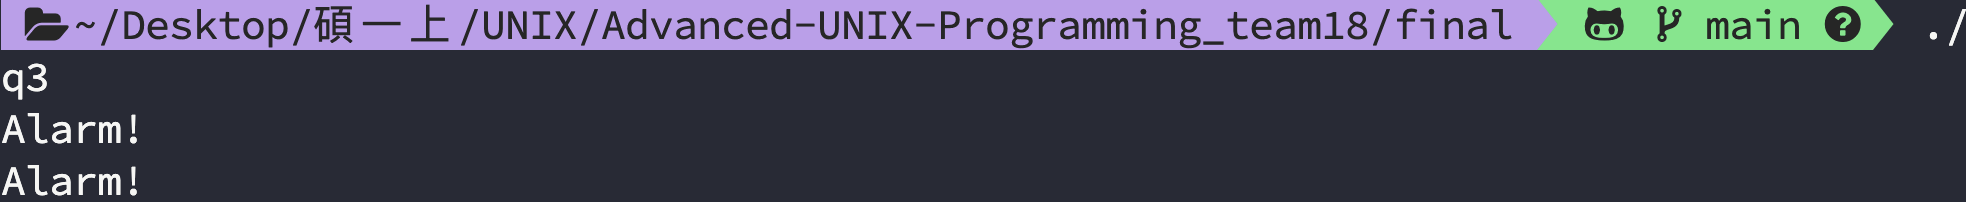 ~/Desktop/碩一上/UNIX/Advanced-UNIX-Programming_team18/final main ? ./
q3
Alarm!
Alarm!